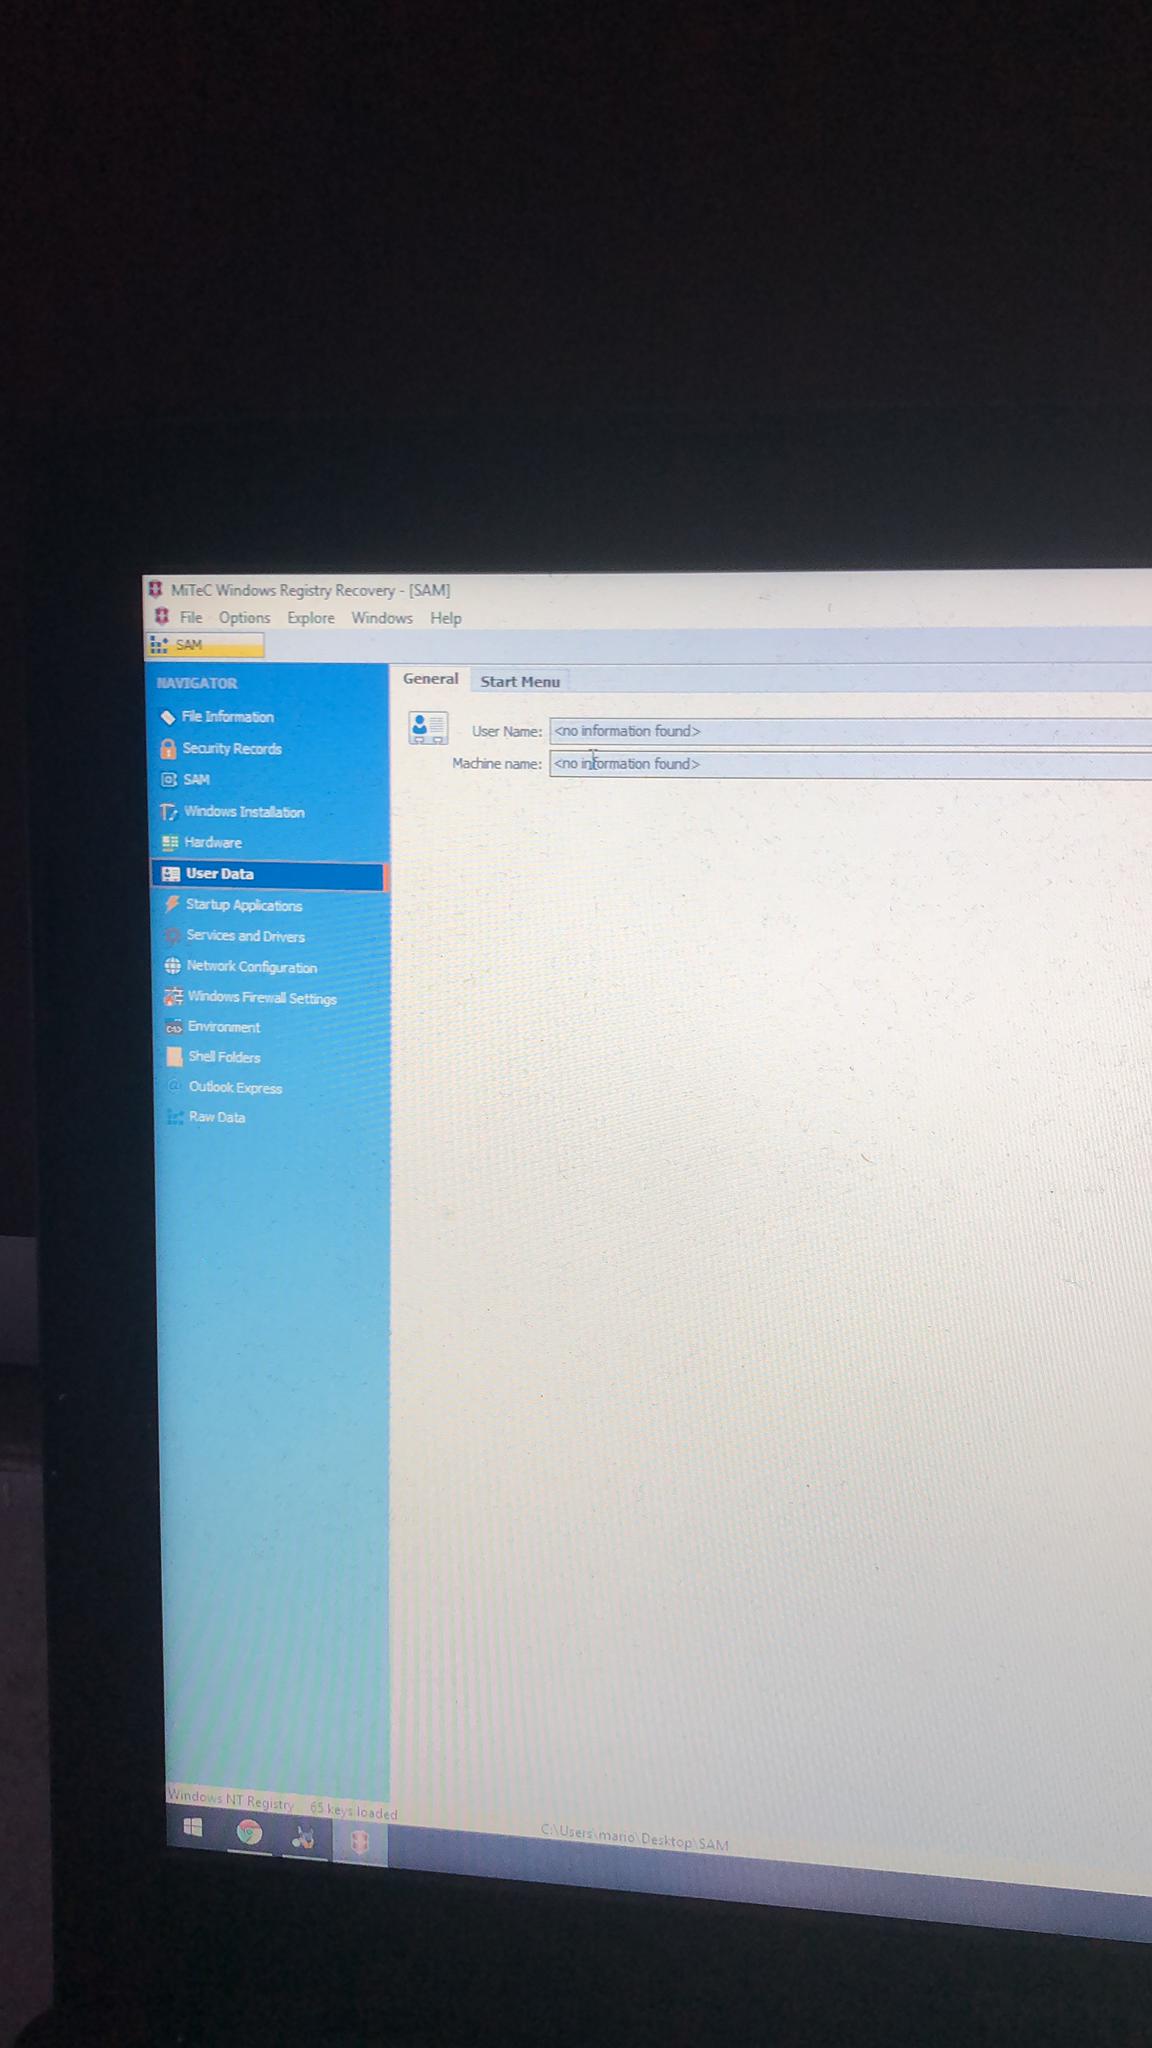 MiTeC Windows Registry Recovery - [SAM]
File Options Explore Windows Help
SAM
NAVIGATOR
File Information
Security Records
SAM
Windows Installation
Hardware
User Data
Startup Applications
Services and Drivers
Network Configuration
Windows Firewall Settings
Environment
Shell Folders
Outlook Express
Raw Data
General Start Menu
User Name: <no information found>
Machine name: <no information found>
Windows NT Registry 65 keys loaded
C:\Users\mario\Desktop\SAM